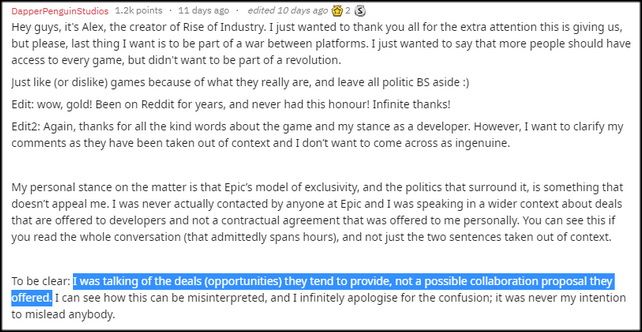 DapperPenguinStudios 1.2k points · 11 days ago · edited 10 days ago 2 S
Hey guys, it's Alex, the creator of Rise of Industry. I just wanted to thank you all for the extra attention this is giving us,
but please, last thing I want is to be part of a war between platforms. I just wanted to say that more people should have
access to every game, but didn't want to be part of a revolution.
Just like (or dislike) games because of what they really are, and leave all politic BS aside :)
Edit: wow, gold! Been on Reddit for years, and never had this honour! Infinite thanks!
Edit2: Again, thanks for all the kind words about the game and my stance as a developer. However, I want to clarify my
comments as they have been taken out of context and I don't want to come across as ingenuine.
My personal stance on the matter is that Epic's model of exclusivity, and the politics that surround it, is something that
doesn't appeal me. I was never actually contacted by anyone at Epic and I was speaking in a wider context about deals
that are offered to developers and not a contractual agreement that was offered to me personally. You can see this if
you read the whole conversation (that admittedly spans hours), and not just the two sentences taken out of context.
To be clear: I was talking of the deals (opportunities) they tend to provide, not a possible collaboration proposal they
offered. I can see how this can be misinterpreted, and I infinitely apologise for the confusion; it was never my intention
to mislead anybody.